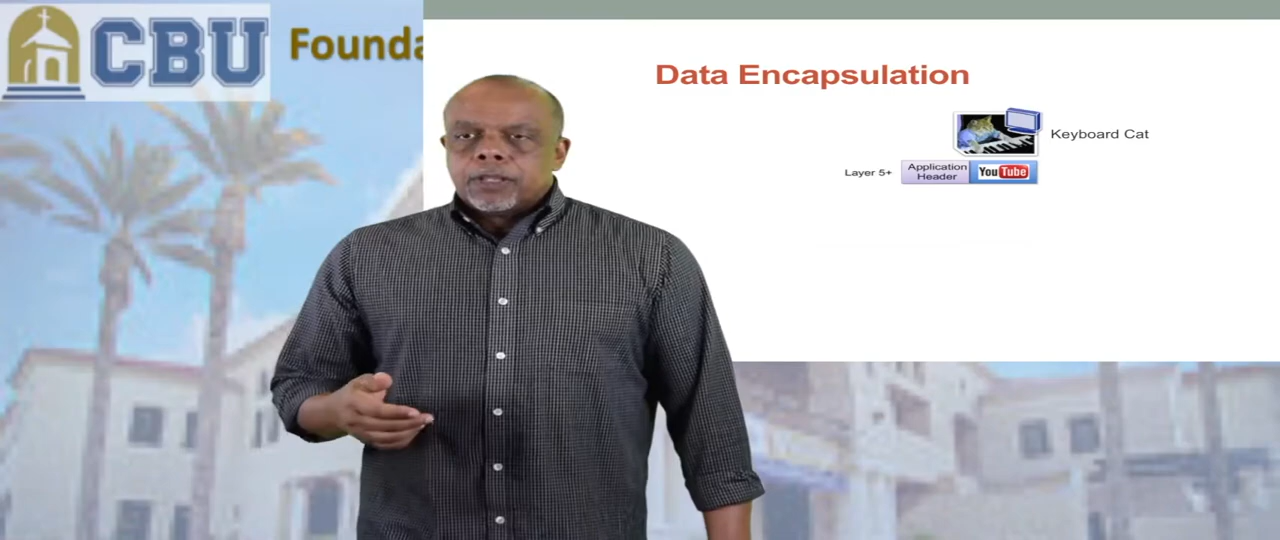 CBU
Founda
Data Encapsulation
Keyboard Cat
Layer 5+
Application
Header
YouTube